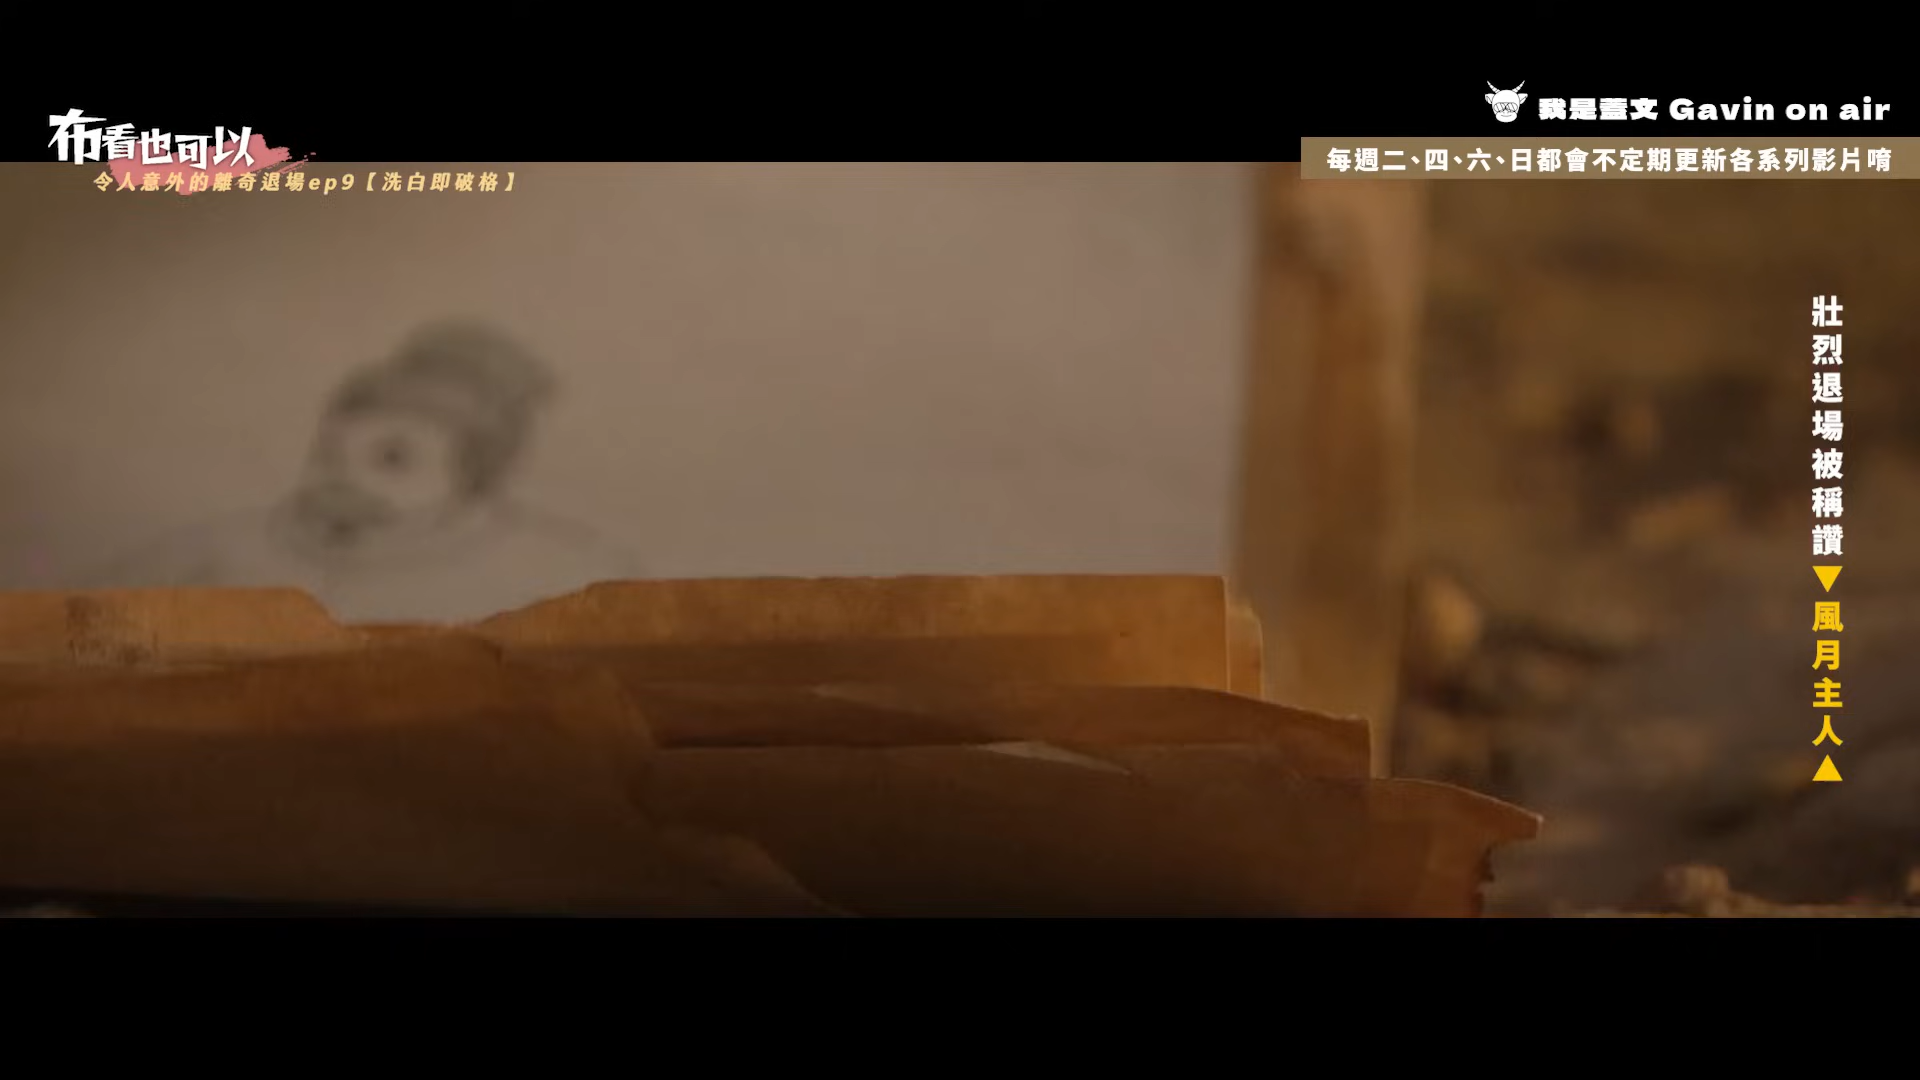 布看也可以
令人意外的離奇退場ep9【洗白即破格】
我是蓋文 Gavin on air
每週二、四、六、日都會不定期更新各系列影片唷
壯烈退場被稱讚▼風月主人▲